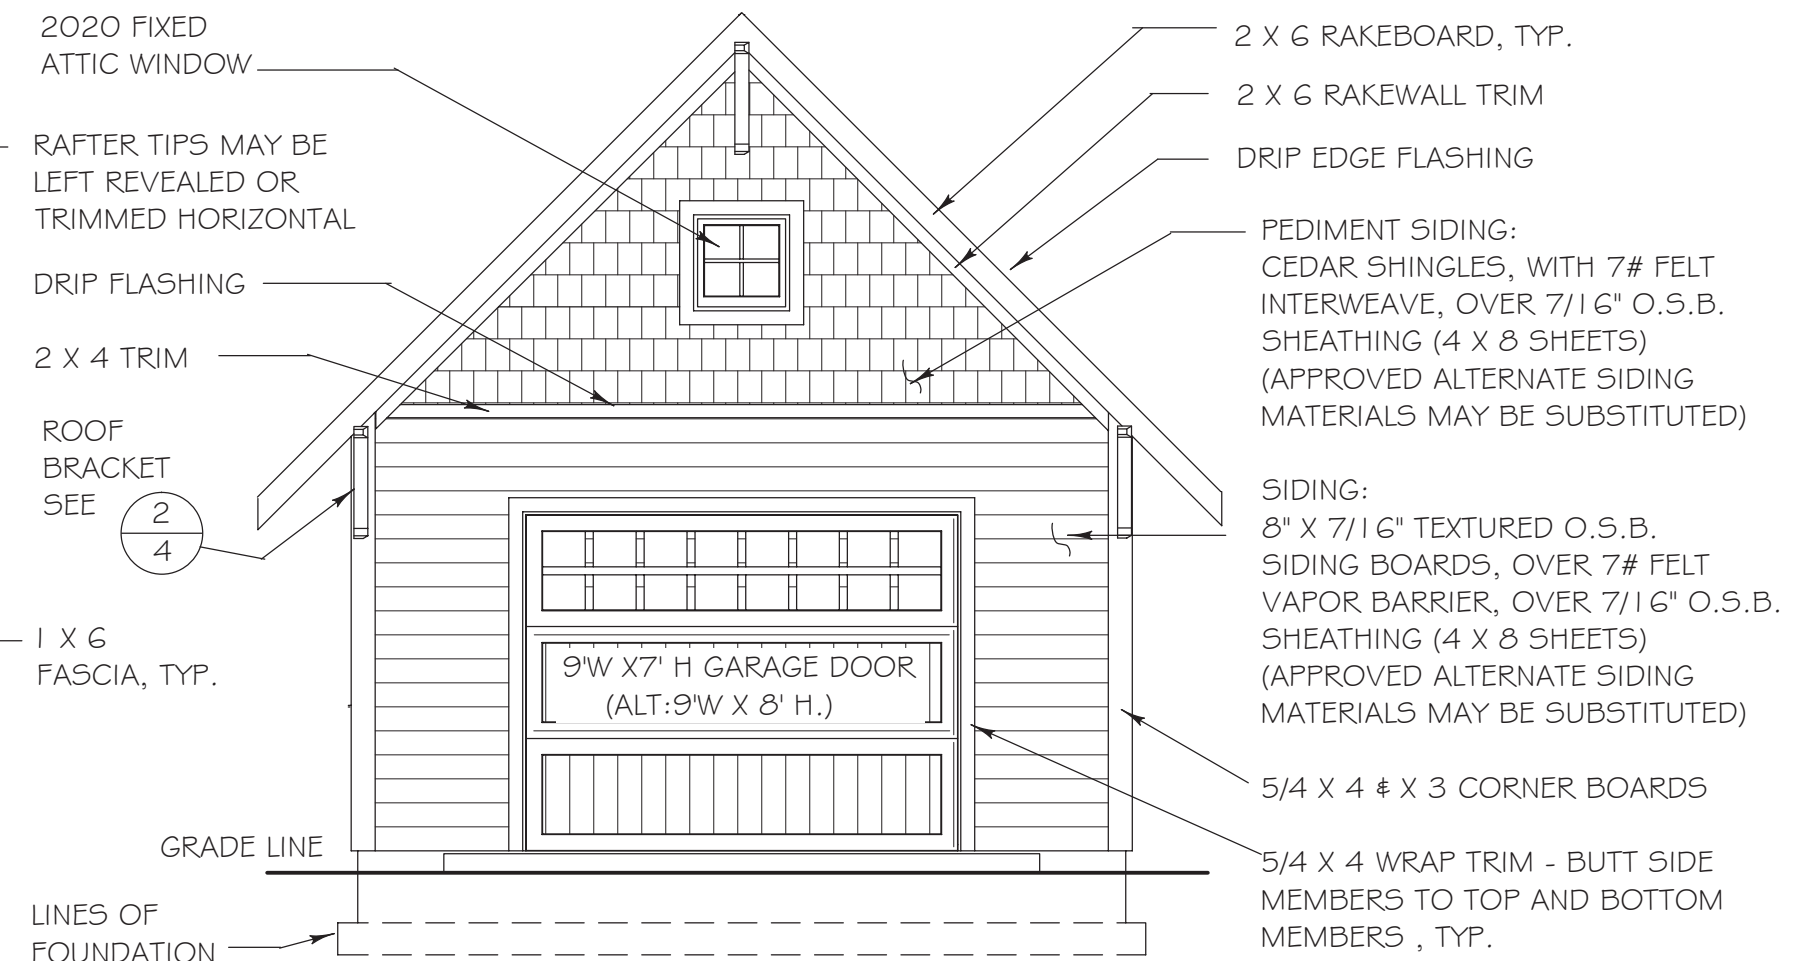 2020 FIXED
ATTIC WINDOW
RAFTER TIPS MAY BE
LEFT REVEALED OR
TRIMMED HORIZONTAL
DRIP FLASHING
2 X 4 TRIM
ROOF
BRACKET
SEE
2
4
1 X 6
FASCIA, TYP.
GRADE LINE
LINES OF
FOUNDATION
9'W X7' H GARAGE DOOR
(ALT:9'W X 8' H.)
2 X 6 RAKEBOARD, TYP.
2 X 6 RAKEWALL TRIM
DRIP EDGE FLASHING
PEDIMENT SIDING:
CEDAR SHINGLES, WITH 7# FELT
INTERWEAVE, OVER 7/16" O.S.B.
SHEATHING (4 X 8 SHEETS)
(APPROVED ALTERNATE SIDING
MATERIALS MAY BE SUBSTITUTED)
SIDING:
8" X 7/16" TEXTURED O.S.B.
SIDING BOARDS, OVER 7# FELT
VAPOR BARRIER, OVER 7/16" O.S.B.
SHEATHING (4 X 8 SHEETS)
(APPROVED ALTERNATE SIDING
MATERIALS MAY BE SUBSTITUTED)
5/4 X 4 & X 3 CORNER BOARDS
5/4 X 4 WRAP TRIM - BUTT SIDE
MEMBERS TO TOP AND BOTTOM
MEMBERS , TYP.